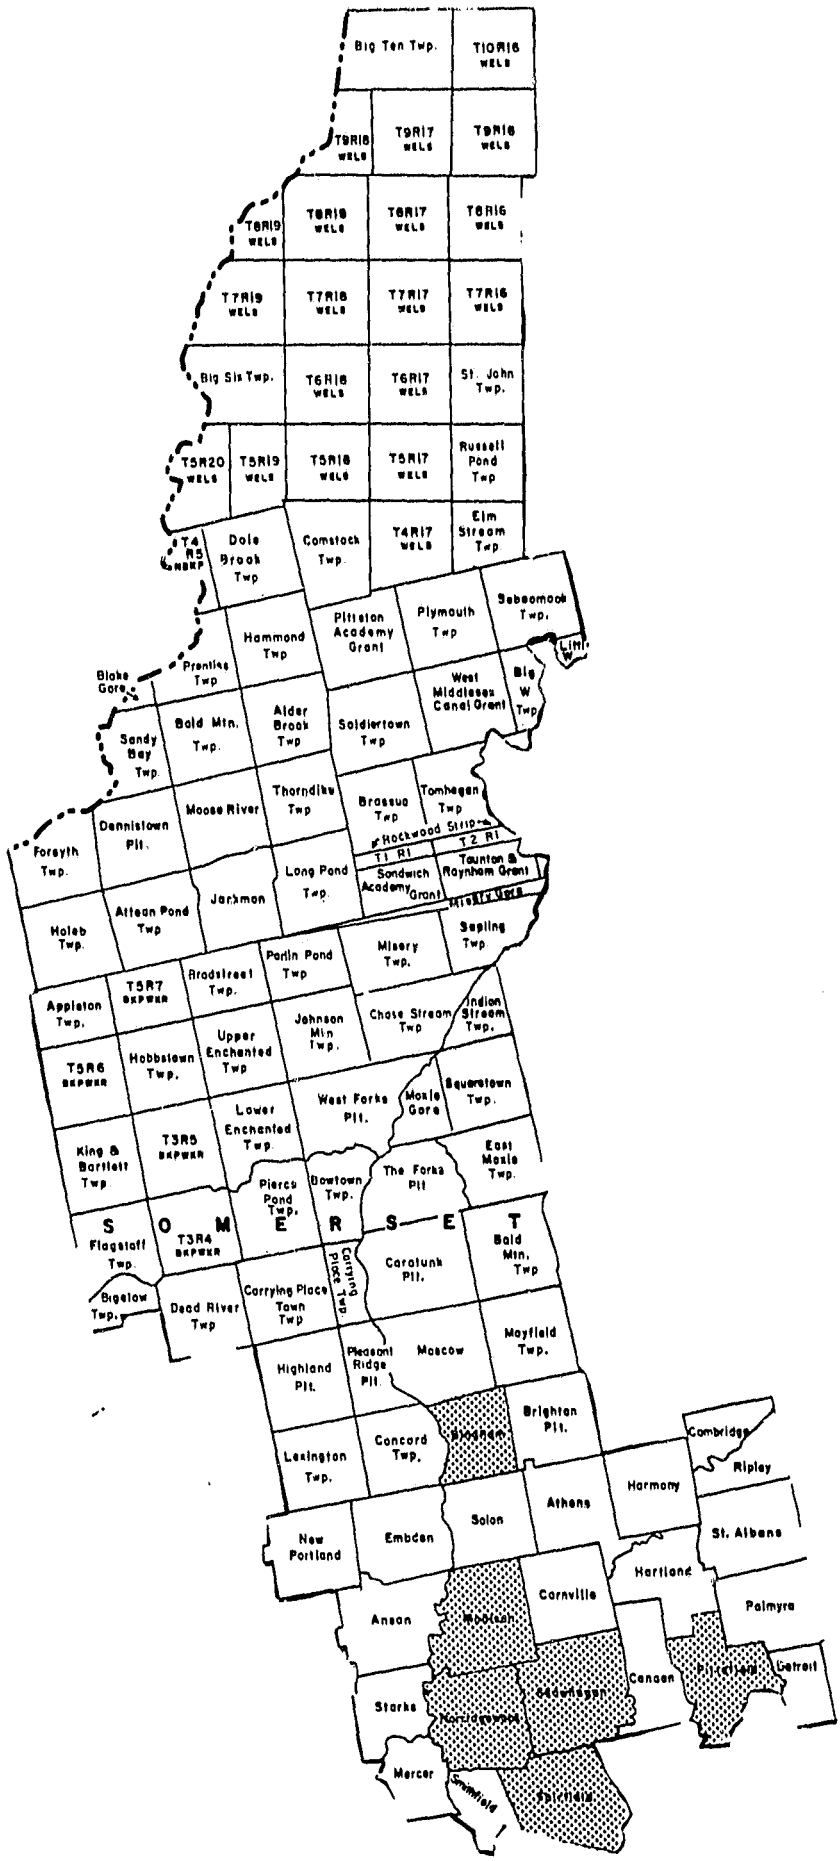 Big Ten Twp.
T10R16
WELS
T9R18
WELS
T9R17
WELS
T9R16
WELS
T8R19
WELS
T8R18
WELS
T8R17
WELS
T8R16
WELS
T7R19
WELS
T7R18
WELS
T7R17
WELS
T7R16
WELS
Big Six Twp.
T6R18
WELS
T6R17
WELS
St. John
Twp.
T5R20
WELS
T5R19
WELS
T5R18
WELS
T5R17
WELS
Russell
Pond
Twp
T4
R5
NBKP
Dole
Brook
Twp
Comstock
Twp.
T4R17
WELS
Elm
Stream
Twp.
Prentiss
Twp
Hammond
Twp
Pittston
Academy
Grant
Plymouth
Twp
Seboomook
Twp.
Little
W
Blake
Gore
Sandy
Bay
Twp.
Bald Mtn.
Twp.
Alder
Brook
Twp
Soldiertown
Twp
West
Middlesex
Canal Grant
Big
W
Twp
Forsyth
Twp.
Dennistown
Plt.
Moose River
Thorndike
Twp
Brassua
Twp
Tomhegan
Twp
Rockwood Strip
T1 R1
T2 R1
Holeb
Twp.
Attean Pond
Twp
Jackman
Long Pond
Twp.
Sandwich
Academy
Grant
Taunton &
Raynham Grant
Misery Gore
Appleton
Twp.
T5R7
BKPWKR
Bradstreet
Twp.
Parlin Pond
Twp
Misery
Twp.
Sapling
Twp.
T5R6
BKPWKR
Hobbstown
Twp.
Upper
Enchanted
Twp
Johnson
Mtn
Twp.
Chase Stream
Twp
Indian
Stream
Twp.
King &
Bartlett
Twp.
T3R5
BKPWKR
Lower
Enchanted
Twp.
West Forks
Plt.
Moxie
Gore
Squaretown
Twp.
Pierce
Pond
Twp.
Bowtown
Twp.
The Forks
Plt
East
Moxie
Twp.
SOMERSET
Flagstaff
Twp.
T3R4
BKPWKR
Carrying
Place Twp.
Caratunk
Plt.
Bald
Mtn.
Twp
Bigelow
Twp.
Dead River
Twp
Carrying Place
Town
Twp
Highland
Plt.
Pleasant
Ridge
Plt.
Moscow
Mayfield
Twp.
Lexington
Twp.
Concord
Twp.
Bingham
Brighton
Plt.
Cambridge
Ripley
New
Portland
Embden
Solon
Athens
Harmony
St. Albans
Anson
Madison
Cornville
Hartland
Palmyra
Starks
Norridgewock
Skowhegan
Canaan
Pittsfield
Detroit
Mercer
Smithfield
Fairfield